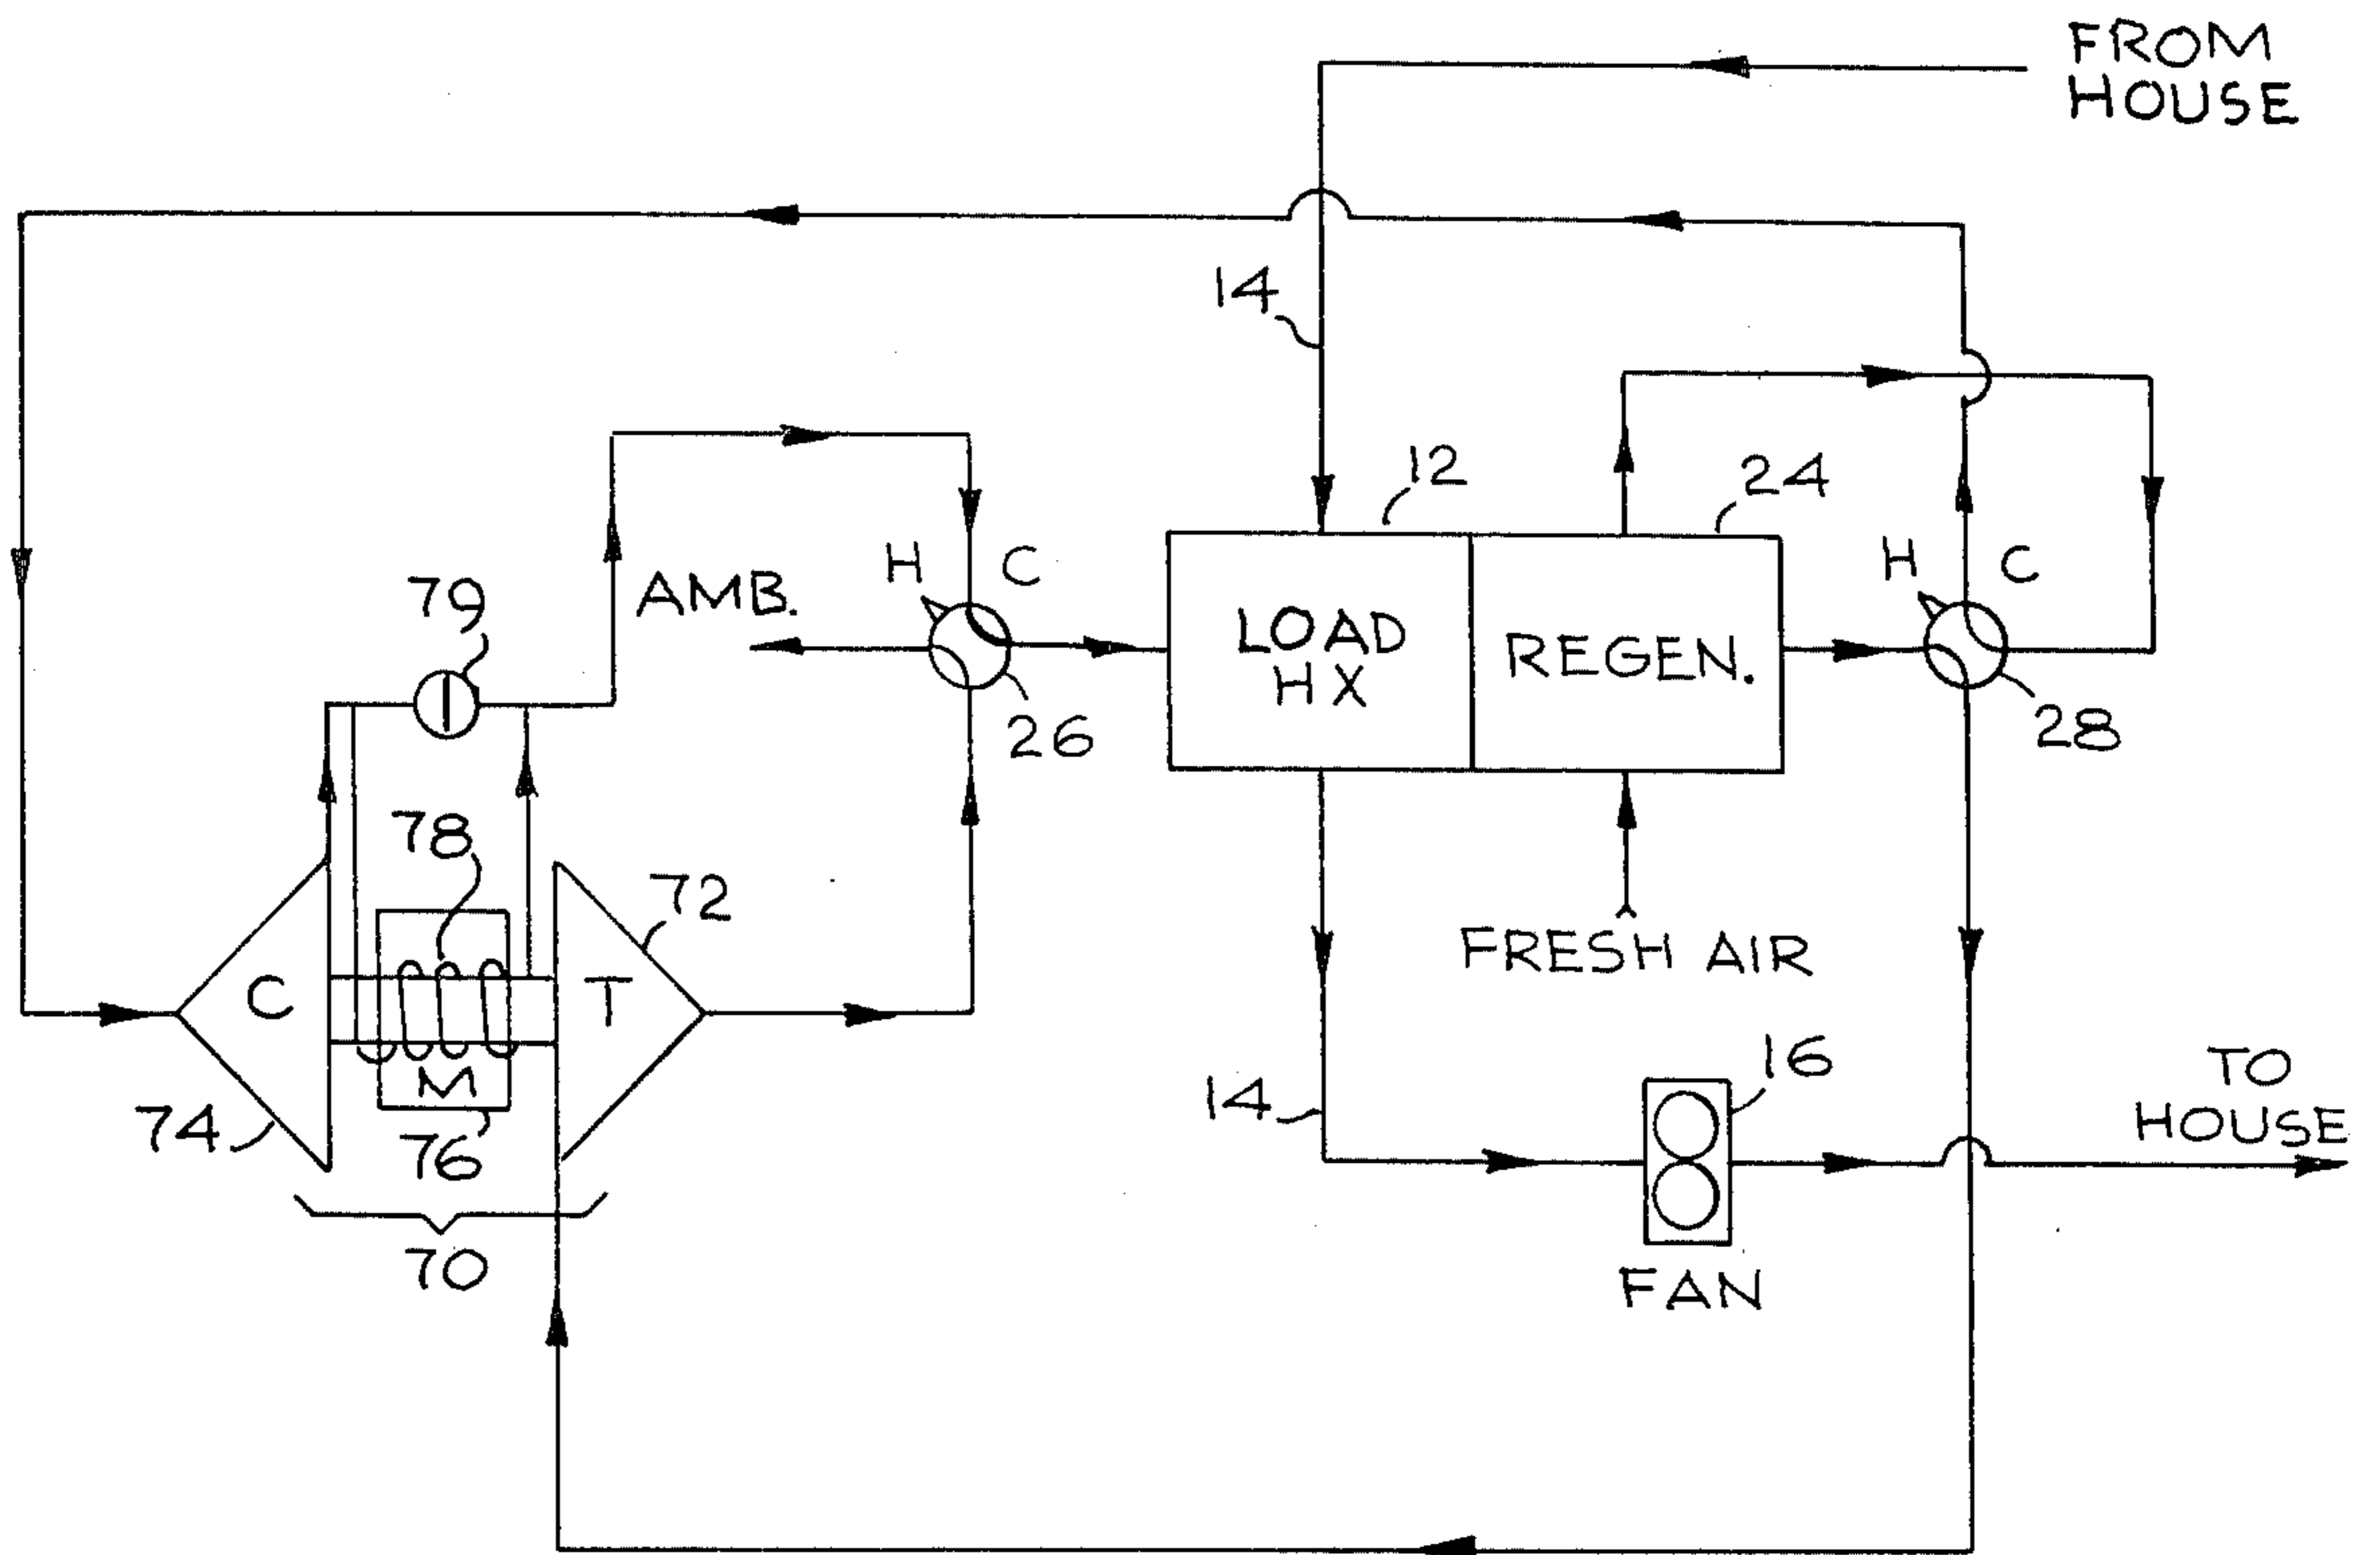 FROM
HOUSE
14
12
24
H
C
AMB.
79
26
LOAD
HX
REGEN.
H
C
28
78
72
C
T
M
FRESH AIR
74
76
70
14
16
FAN
TO
HOUSE